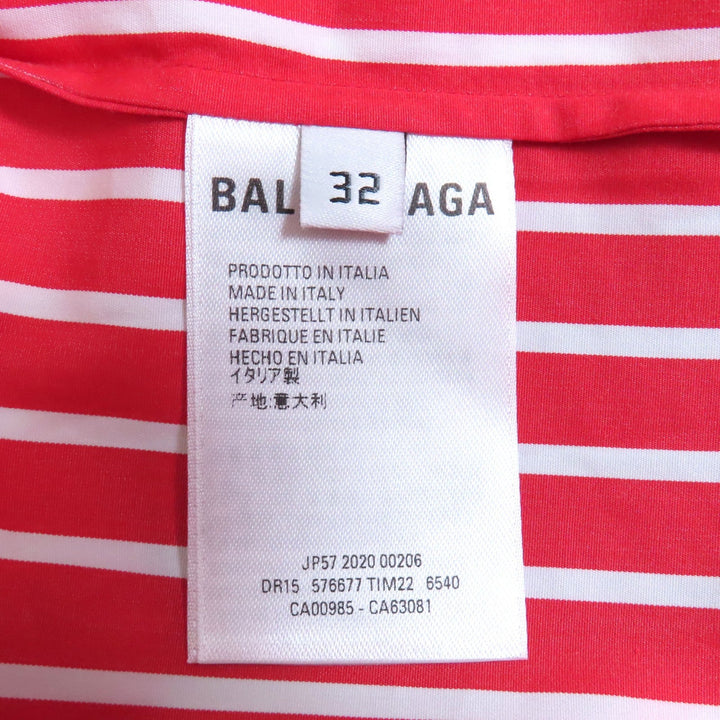 32
BAL AGA
PRODOTTO IN ITALIA
MADE IN ITALY
HERGESTELLT IN ITALIEN
FABRIQUE EN ITALIE
HECHO EN ITALIA
イタリア製
产地:意大利
JP57 2020 00206
DR15 576677 TIM22 6540
CA00985 - CA63081